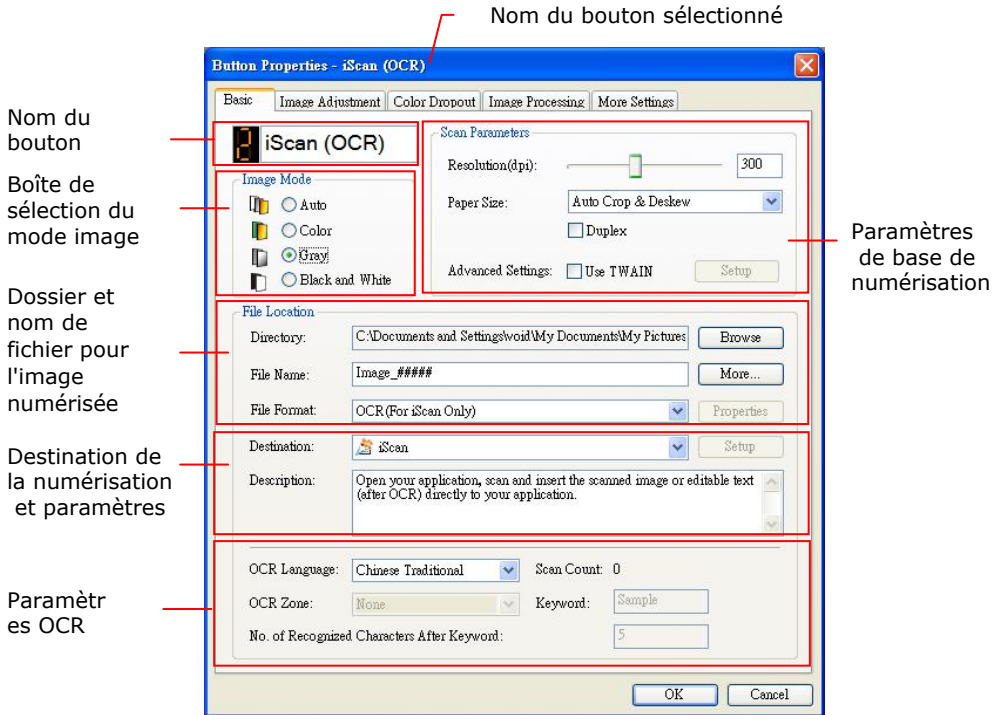 Nom du bouton sélectionné
Button Properties - iScan (OCR)
Basic Image Adjustment Color Dropout Image Processing More Settings
Nom du
bouton
2 iScan (OCR)
Boîte de
sélection du
mode image
Image Mode
Auto
Color
Gray
Black and White
Scan Parameters
Resolution(dpi): 300
Paper Size: Auto Crop & Deskew
Duplex
Advanced Settings: Use TWAIN Setup
Paramètres
de base de
numérisation
Dossier et
nom de
fichier pour
l'image
numérisée
File Location
Directory: C:\Documents and Settings\void\My Documents\My Pictures Browse
File Name: Image_##### More...
File Format: OCR(For iScan Only) Properties
Destination de
la numérisation
et paramètres
Destination: iScan Setup
Description: Open your application, scan and insert the scanned image or editable text
(after OCR) directly to your application.
Paramètr
es OCR
OCR Language: Chinese Traditional Scan Count: 0
OCR Zone: None Keyword: Sample
No. of Recognized Characters After Keyword: 5
OK Cancel